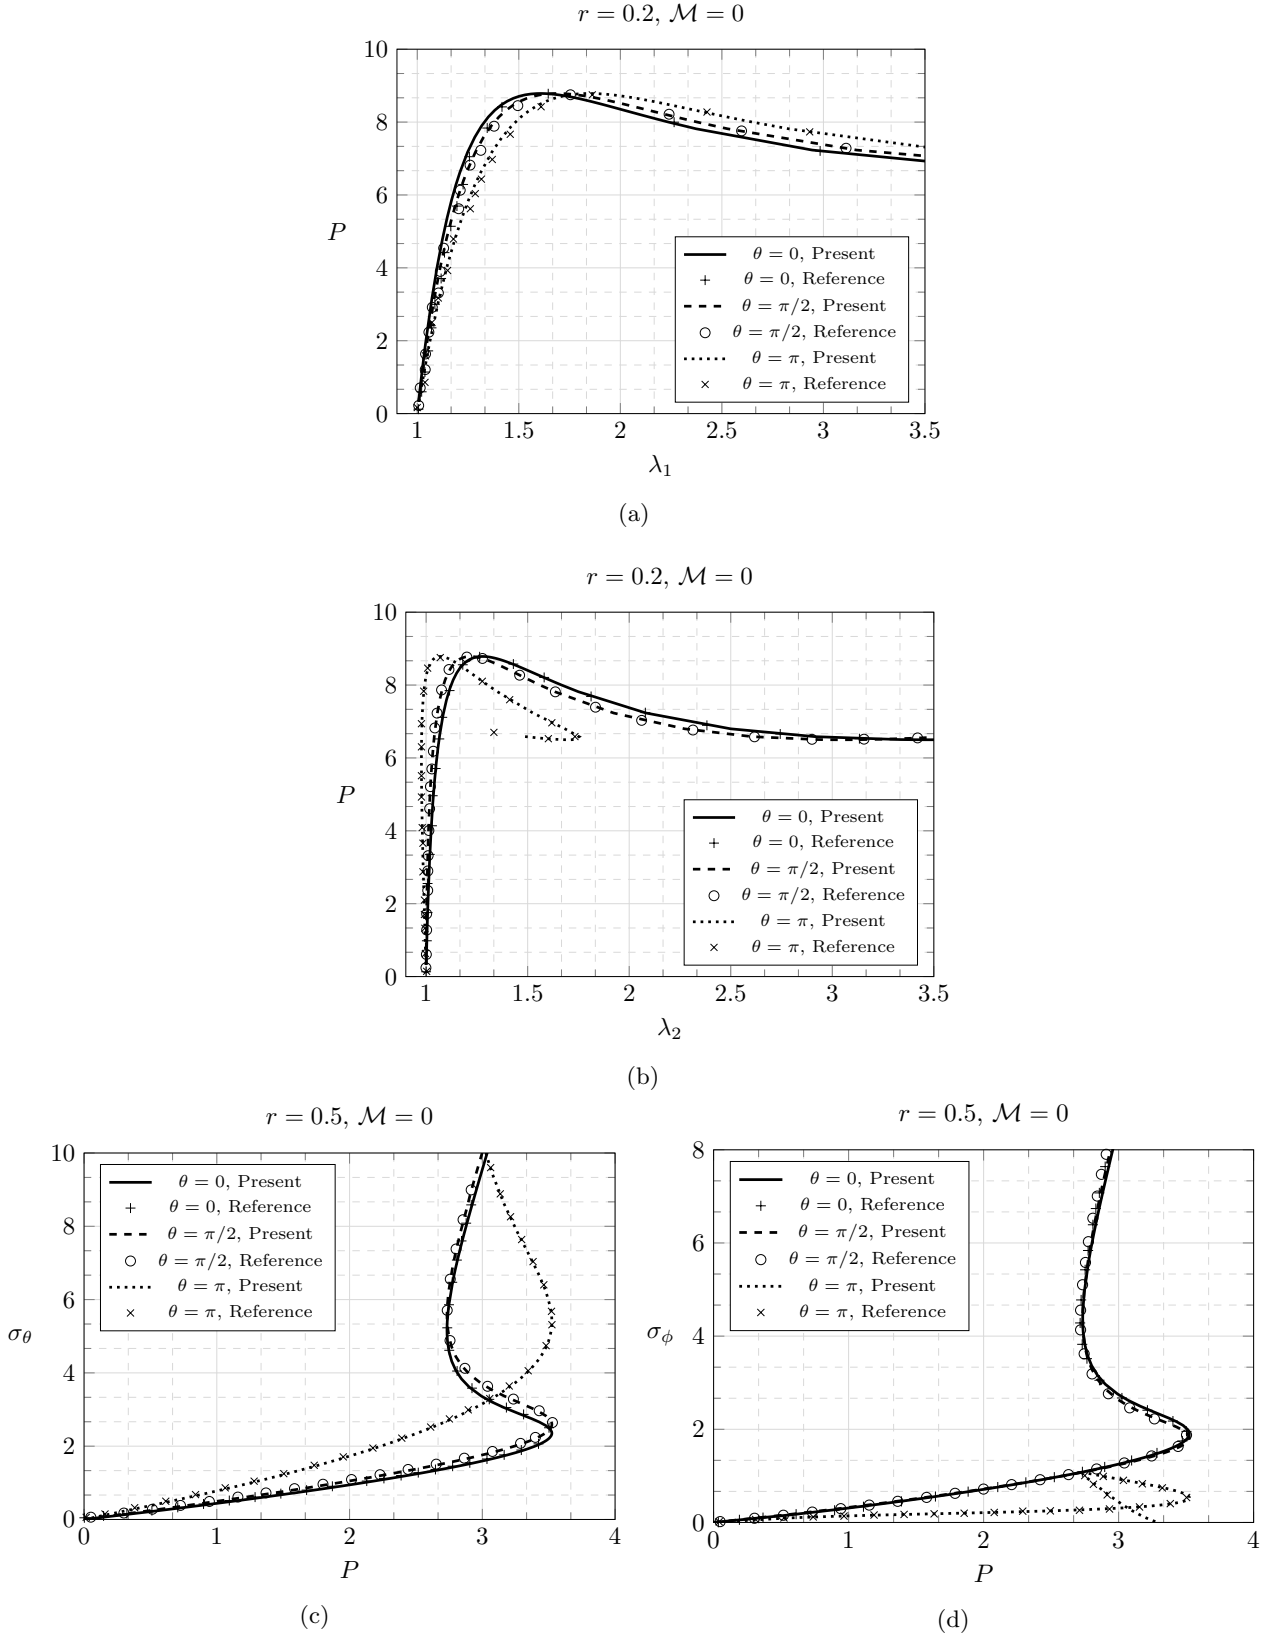 r = 0.2, ℳ = 0
10
8
6
4
2
0
P
1
1.5
2
2.5
3
3.5
λ₁
θ = 0, Present
θ = 0, Reference
θ = π/2, Present
θ = π/2, Reference
θ = π, Present
θ = π, Reference
(a)
r = 0.2, ℳ = 0
10
8
6
4
2
0
P
1
1.5
2
2.5
3
3.5
λ₂
θ = 0, Present
θ = 0, Reference
θ = π/2, Present
θ = π/2, Reference
θ = π, Present
θ = π, Reference
(b)
r = 0.5, ℳ = 0
10
8
6
4
2
0
σ_θ
0
1
2
3
4
P
θ = 0, Present
θ = 0, Reference
θ = π/2, Present
θ = π/2, Reference
θ = π, Present
θ = π, Reference
(c)
r = 0.5, ℳ = 0
8
6
4
2
0
σ_ϕ
0
1
2
3
4
P
θ = 0, Present
θ = 0, Reference
θ = π/2, Present
θ = π/2, Reference
θ = π, Present
θ = π, Reference
(d)